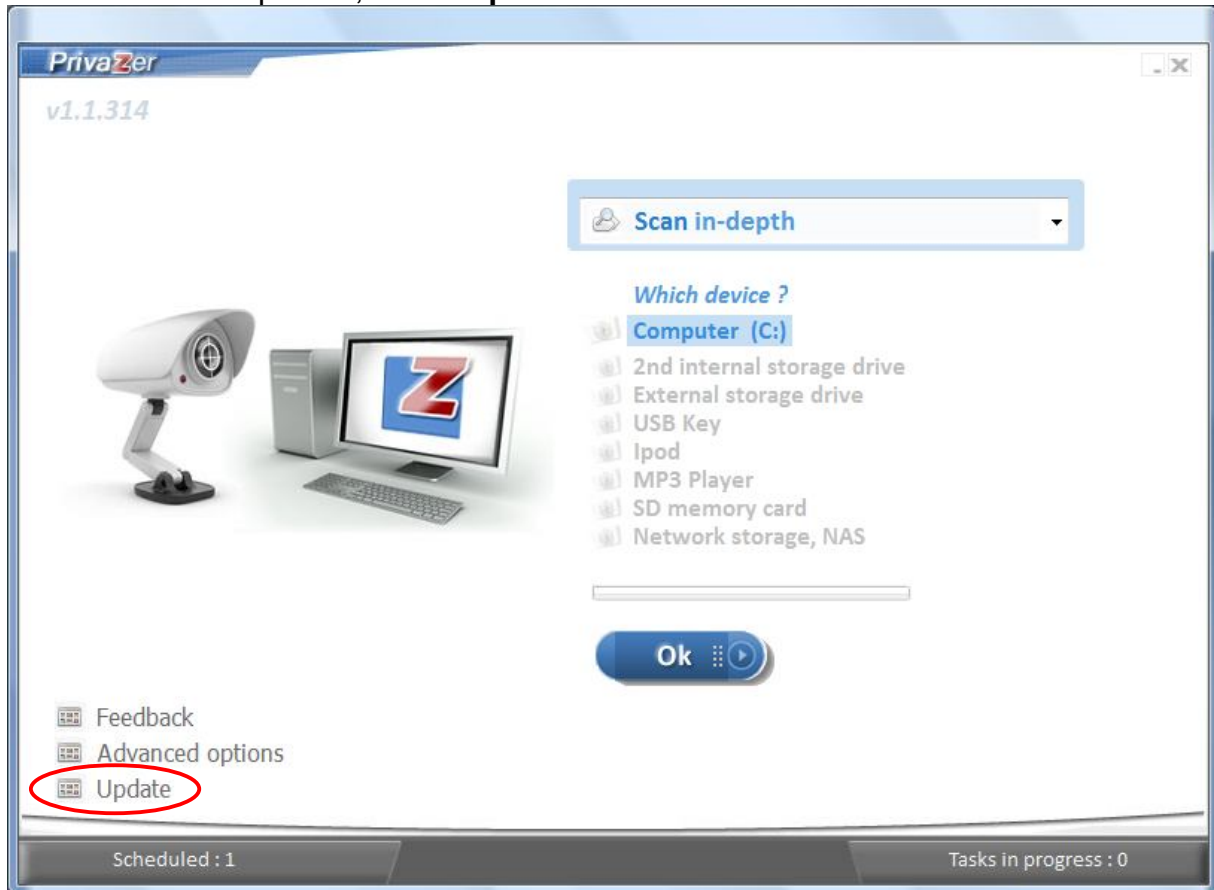 PrivaZer
v1.1.314
Scan in-depth
Which device ?
Computer (C:)
2nd internal storage drive
External storage drive
USB Key
Ipod
MP3 Player
SD memory card
Network storage, NAS
Ok
Feedback
Advanced options
Update
Scheduled : 1
Tasks in progress : 0